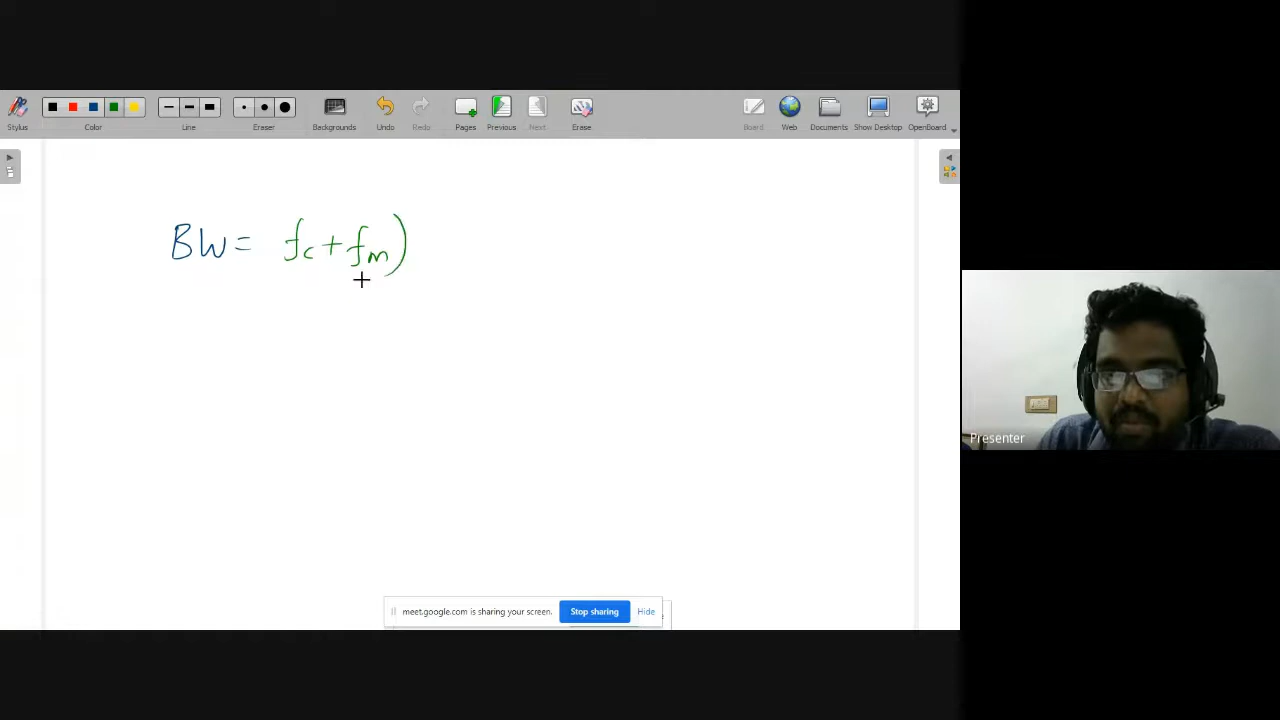 Stylus Color Line Eraser Backgrounds Undo Redo Pages Previous Next Erase Board Web Documents Show Desktop OpenBoard
BW = fc + fm)
Presenter
meet.google.com is sharing your screen. Stop sharing Hide